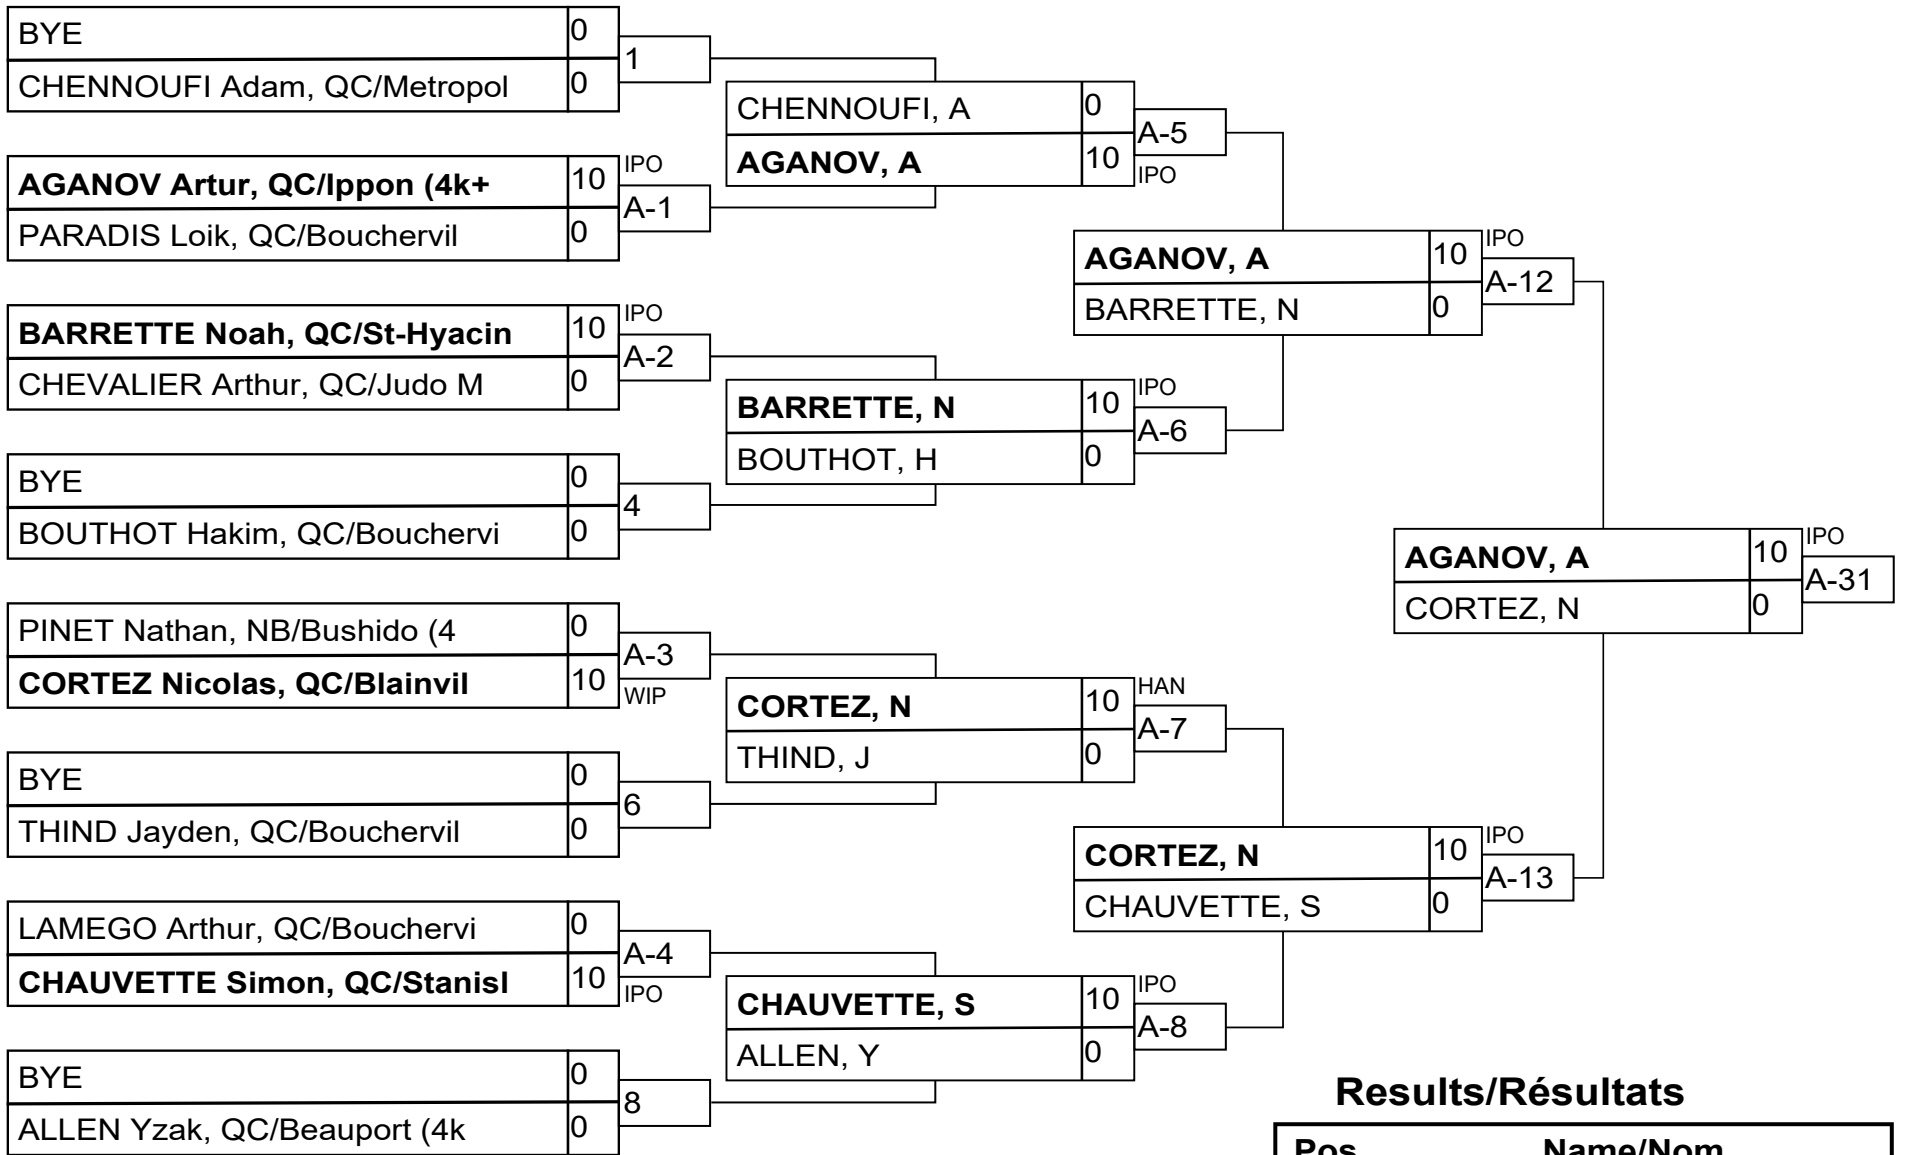 BYE 0
1
CHENNOUFI Adam, QC/Metropol 0
AGANOV Artur, QC/Ippon (4k+ 10 IPO
A-1
PARADIS Loik, QC/Bouchervil 0
BARRETTE Noah, QC/St-Hyacin 10 IPO
A-2
CHEVALIER Arthur, QC/Judo M 0
BYE 0
4
BOUTHOT Hakim, QC/Bouchervi 0
PINET Nathan, NB/Bushido (4 0
A-3
CORTEZ Nicolas, QC/Blainvil 10 WIP
BYE 0
6
THIND Jayden, QC/Bouchervil 0
LAMEGO Arthur, QC/Bouchervi 0
A-4
CHAUVETTE Simon, QC/Stanisl 10 IPO
BYE 0
8
ALLEN Yzak, QC/Beauport (4k 0
CHENNOUFI, A 0
A-5
AGANOV, A 10 IPO
BARRETTE, N 10 IPO
A-6
BOUTHOT, H 0
CORTEZ, N 10 HAN
A-7
THIND, J 0
CHAUVETTE, S 10 IPO
A-8
ALLEN, Y 0
AGANOV, A 10 IPO
A-12
BARRETTE, N 0
CORTEZ, N 10 IPO
A-13
CHAUVETTE, S 0
AGANOV, A 10 IPO
A-31
CORTEZ, N 0
Results/Résultats
Pos Name/Nom